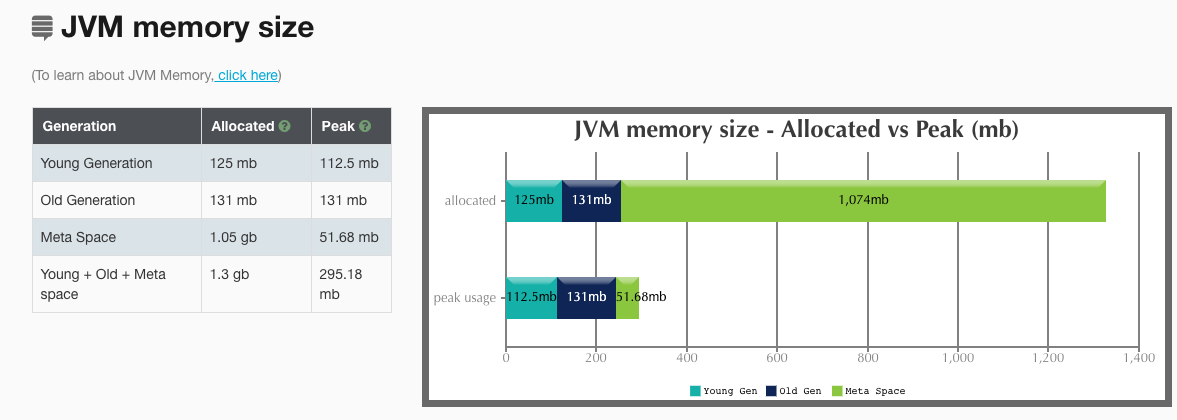 JVM memory size
(To learn about JVM Memory, click here)
Generation Allocated ? Peak ?
Young Generation 125 mb 112.5 mb
Old Generation 131 mb 131 mb
Meta Space 1.05 gb 51.68 mb
Young + Old + Meta space 1.3 gb 295.18 mb
JVM memory size - Allocated vs Peak (mb)
allocated 125mb 131mb 1,074mb
peak usage 112.5mb 131mb 51.68mb
0 200 400 600 800 1,000 1,200 1,400
Young Gen Old Gen Meta Space